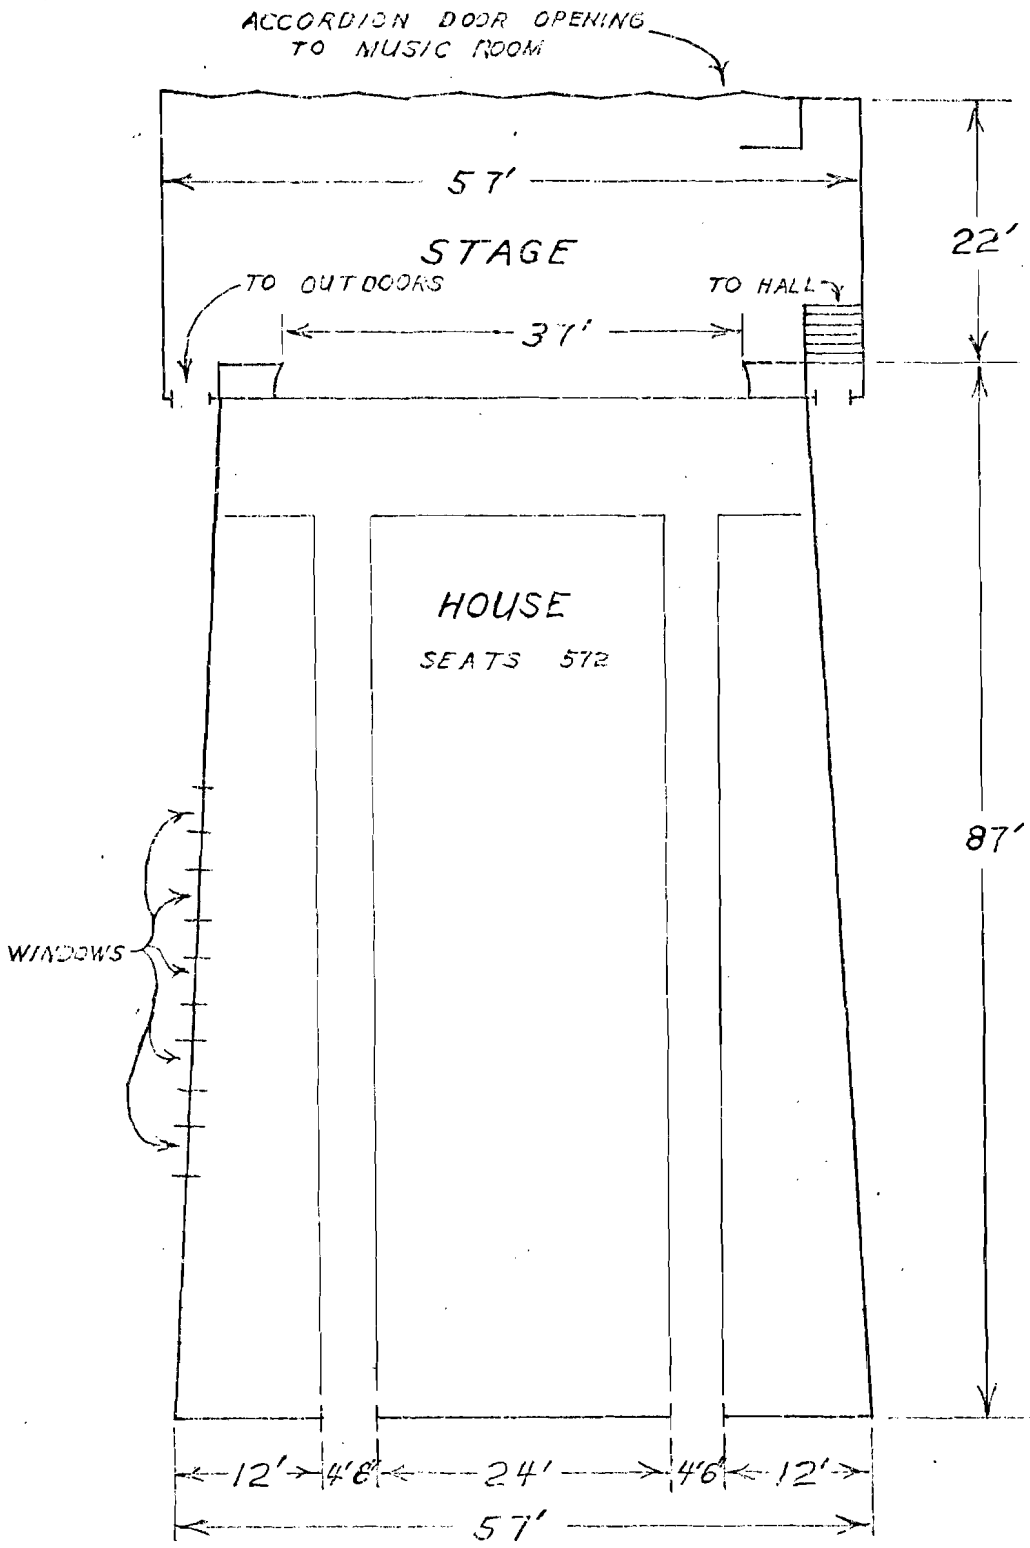 ACCORDION DOOR OPENING
TO MUSIC ROOM
57'
22'
STAGE
TO OUTDOORS
TO HALL
37'
HOUSE
SEATS 572
87'
WINDOWS
12' 4'6' 24' 4'6' 12'
57'